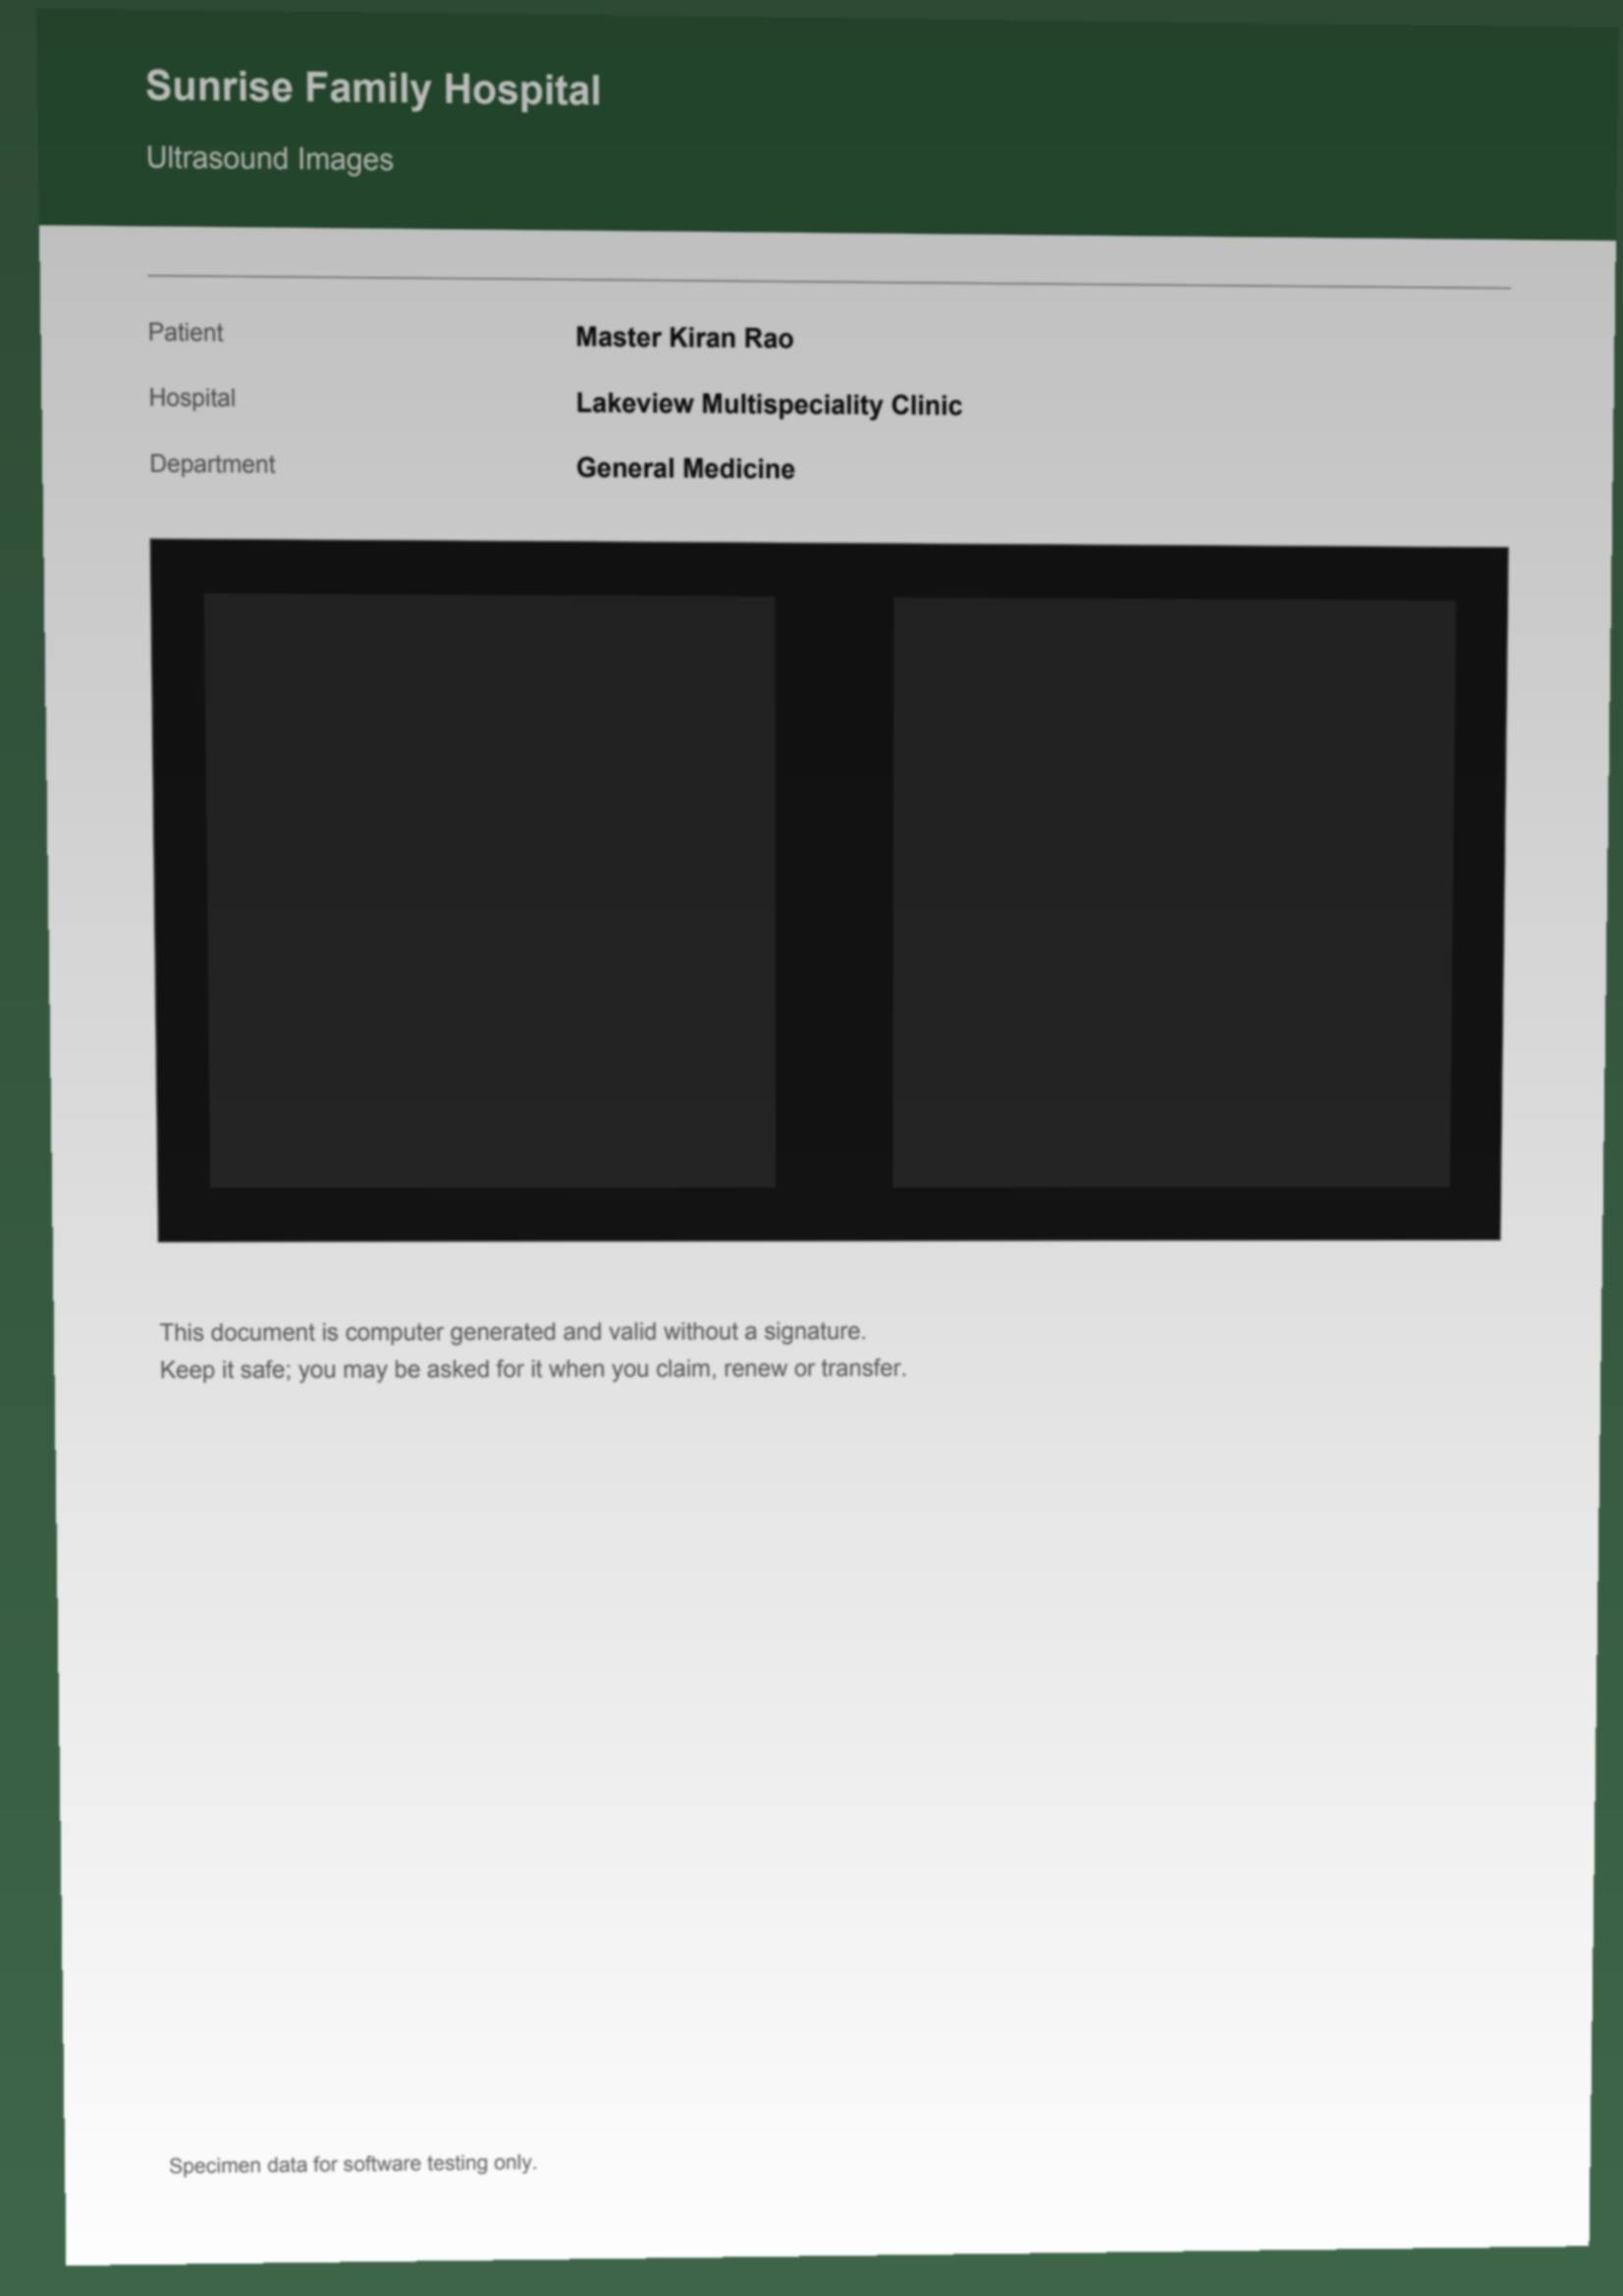 Sunrise Family Hospital
Ultrasound Images
Patient Master Kiran Rao
Hospital Lakeview Multispeciality Clinic
Department General Medicine
This document is computer generated and valid without a signature.
Keep it safe; you may be asked for it when you claim, renew or transfer.
Specimen data for software testing only.